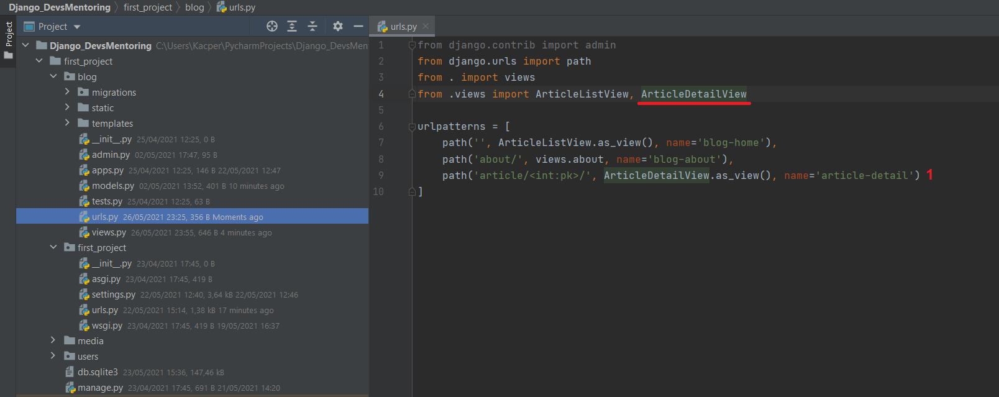 Django_DevsMentoring first_project blog urls.py
Project
Project
Django_DevsMentoring C:\Users\Kacper\PycharmProjects\Django_DevsMen
first_project
blog
migrations
static
templates
__init__.py 25/04/2021 12:25, 0 B
admin.py 02/05/2021 17:47, 95 B
apps.py 25/04/2021 12:25, 146 B 22/05/2021 12:47
models.py 02/05/2021 13:52, 401 B 10 minutes ago
tests.py 25/04/2021 12:25, 63 B
urls.py 26/05/2021 23:25, 356 B Moments ago
views.py 26/05/2021 23:55, 646 B 4 minutes ago
first_project
__init__.py 23/04/2021 17:45, 0 B
asgi.py 23/04/2021 17:45, 419 B
settings.py 22/05/2021 12:40, 3,64 kB 22/05/2021 12:46
urls.py 22/05/2021 15:14, 1,38 kB 17 minutes ago
wsgi.py 23/04/2021 17:45, 419 B 19/05/2021 16:37
media
users
db.sqlite3 23/05/2021 15:36, 147,46 kB
manage.py 23/04/2021 17:45, 691 B 21/05/2021 14:20
urls.py
1 from django.contrib import admin
2 from django.urls import path
3 from . import views
4 from .views import ArticleListView, ArticleDetailView
5
6 urlpatterns = [
7 path('', ArticleListView.as_view(), name='blog-home'),
8 path('about/', views.about, name='blog-about'),
9 path('article/<int:pk>/', ArticleDetailView.as_view(), name='article-detail') 1
10 ]